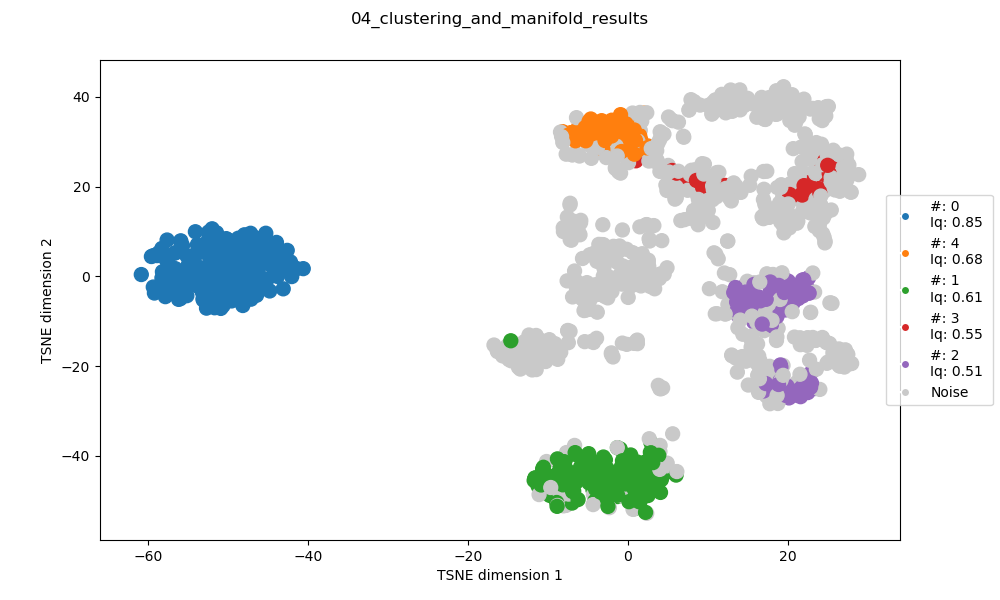 04_clustering_and_manifold_results
40
20
0
−20
−40
TSNE dimension 2
−60
−40
−20
0
20
TSNE dimension 1
#: 0
Iq: 0.85
#: 4
Iq: 0.68
#: 1
Iq: 0.61
#: 3
Iq: 0.55
#: 2
Iq: 0.51
Noise